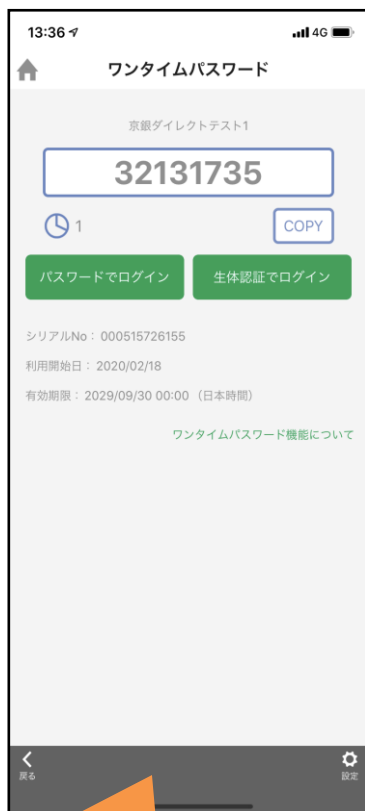 13:36 4G
ワンタイムパスワード
京銀ダイレクトテスト1
32131735
1 COPY
パスワードでログイン 生体認証でログイン
シリアルNo：000515726155
利用開始日：2020/02/18
有効期限：2029/09/30 00:00 （日本時間）
ワンタイムパスワード機能について
戻る 設定